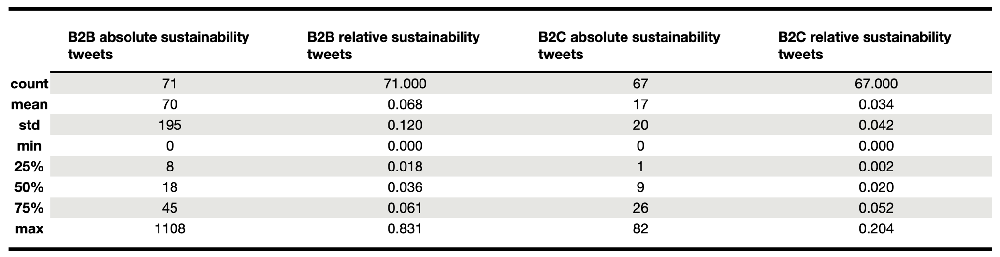 B2B absolute sustainability tweets B2B relative sustainability tweets B2C absolute sustainability tweets B2C relative sustainability tweets
count 71 71.000 67 67.000
mean 70 0.068 17 0.034
std 195 0.120 20 0.042
min 0 0.000 0 0.000
25% 8 0.018 1 0.002
50% 18 0.036 9 0.020
75% 45 0.061 26 0.052
max 1108 0.831 82 0.204